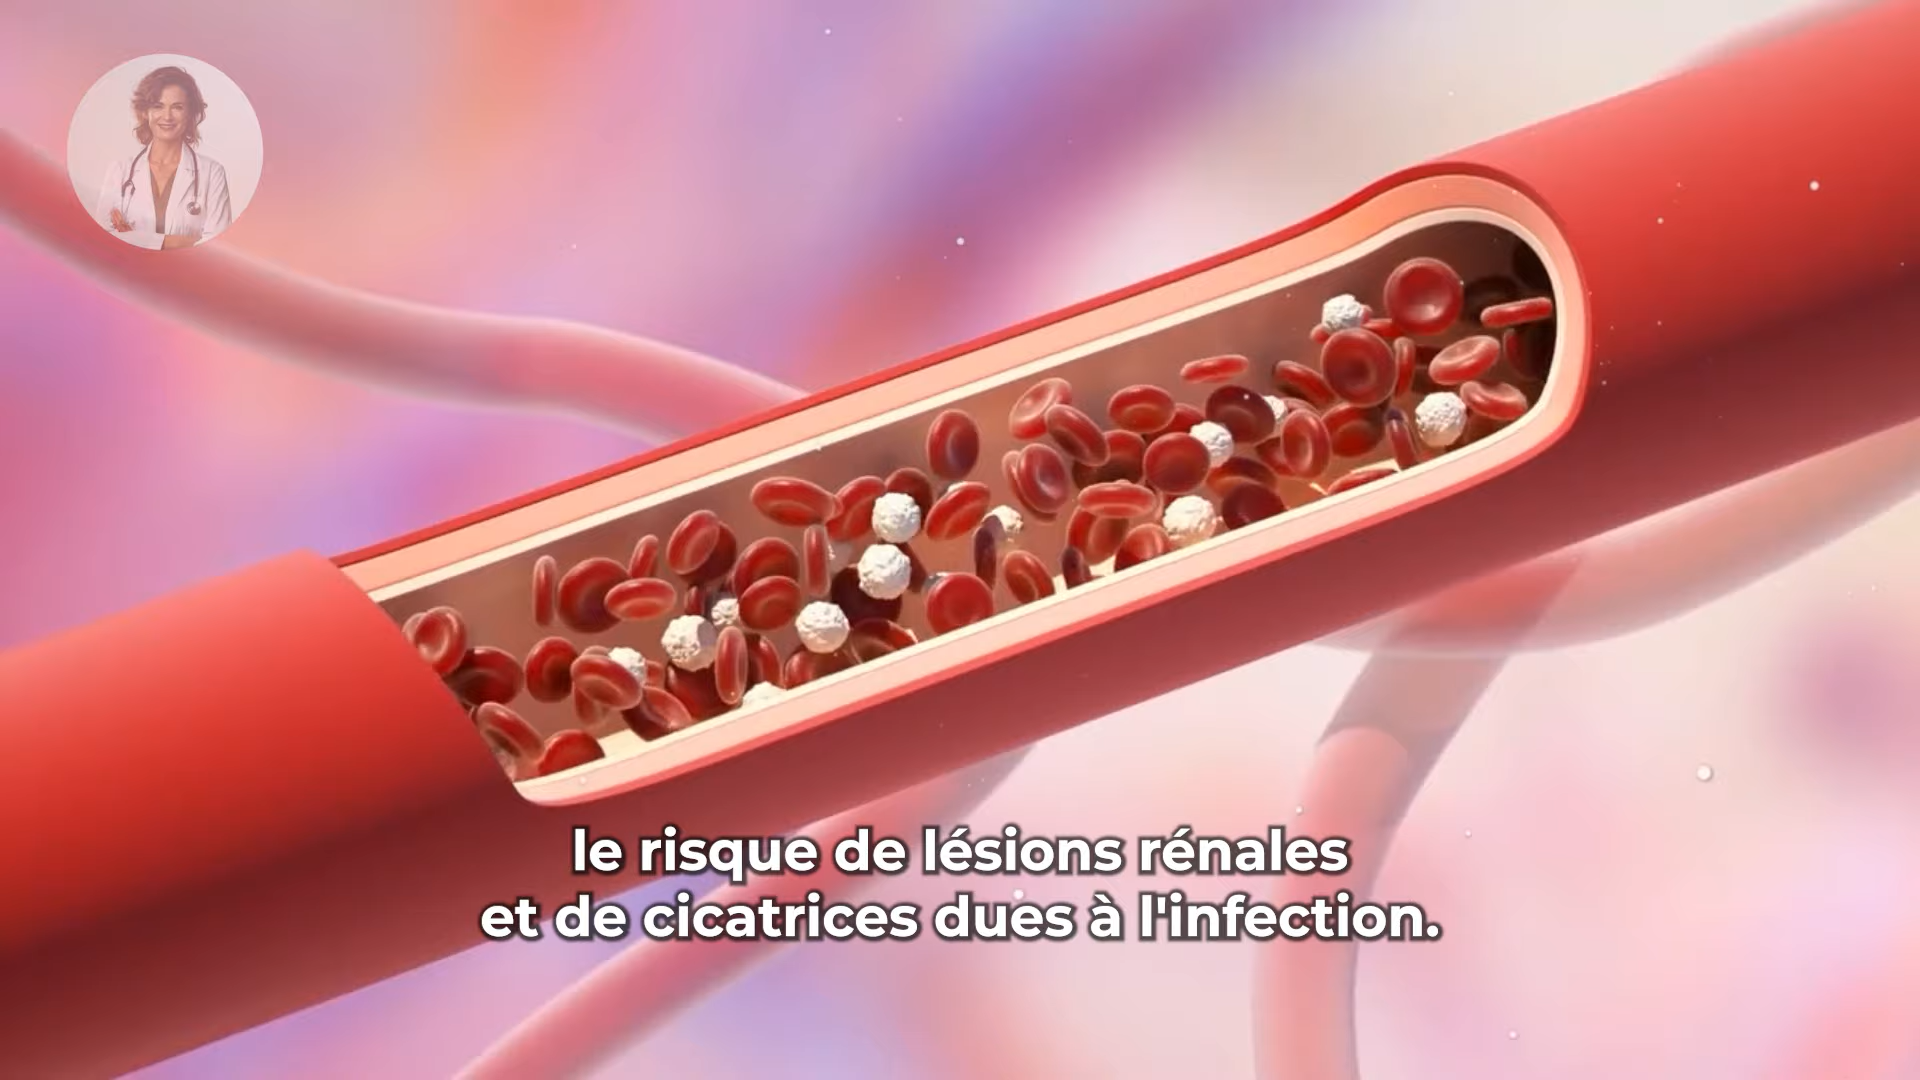 le risque de lésions rénales
et de cicatrices dues à l'infection.